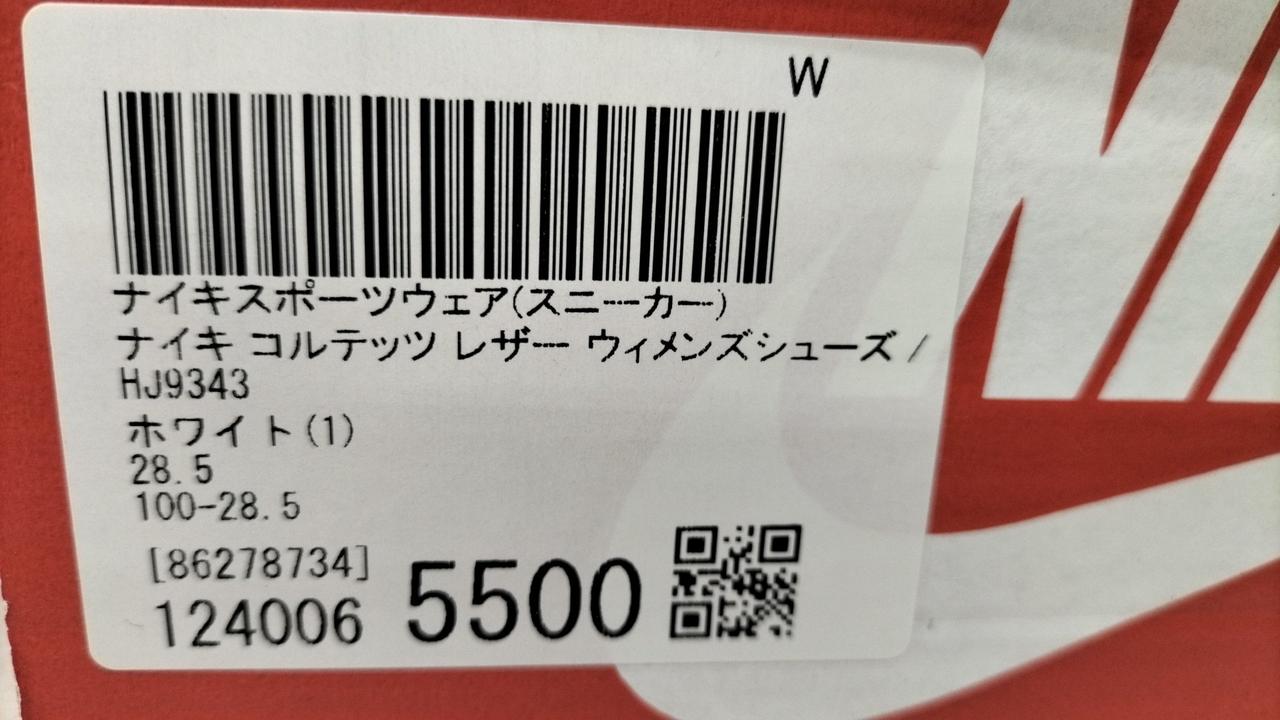 W
ナイキスポーツウェア(スニーカー)
ナイキ コルテッツ レザー ウィメンズシューズ /
HJ9343
ホワイト(1)
28.5
100-28.5
[86278734]
124006 5500